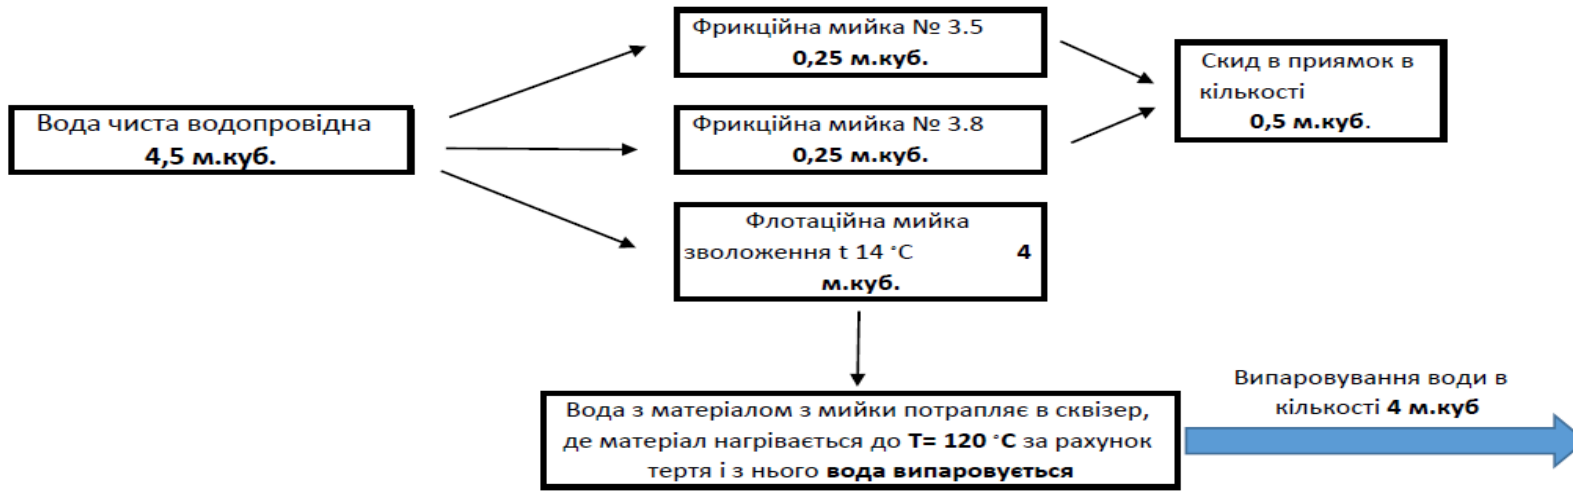 Вода чиста водопровідна
4,5 м.куб.
Фрикційна мийка № 3.5
0,25 м.куб.
Фрикційна мийка № 3.8
0,25 м.куб.
Флотаційна мийка
зволоження t 14 °C 4
м.куб.
Скид в приямок в
кількості
0,5 м.куб.
Вода з матеріалом з мийки потрапляє в сквізер,
де матеріал нагрівається до T= 120 °C за рахунок
тертя і з нього вода випаровується
Випаровування води в
кількості 4 м.куб